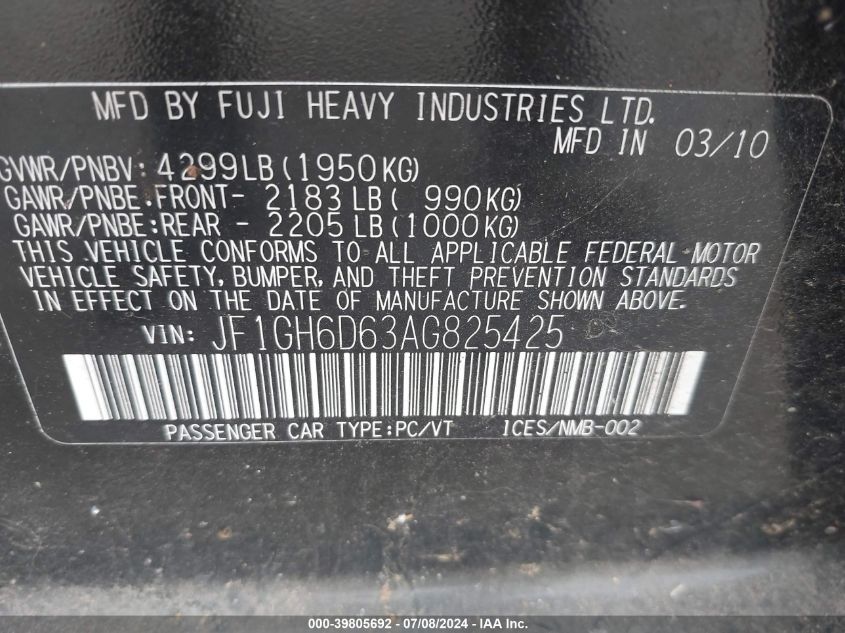 MFD BY FUJI HEAVY INDUSTRIES LTD.
MFD IN 03/10
GVWR/PNBV: 4299LB(1950KG)
GAWR/PNBE:FRONT- 2183LB( 990KG)
GAWR/PNBE:REAR - 2205LB(1000KG)
THIS VEHICLE CONFORMS TO ALL APPLICABLE FEDERAL MOTOR
VEHICLE SAFETY, BUMPER, AND THEFT PREVENTION STANDARDS
IN EFFECT ON THE DATE OF MANUFACTURE SHOWN ABOVE.
VIN: JF1GH6D63AG825425
PASSENGER CAR TYPE:PC/VT ICES/NMB-002
000-39805692 - 07/08/2024 - IAA Inc.